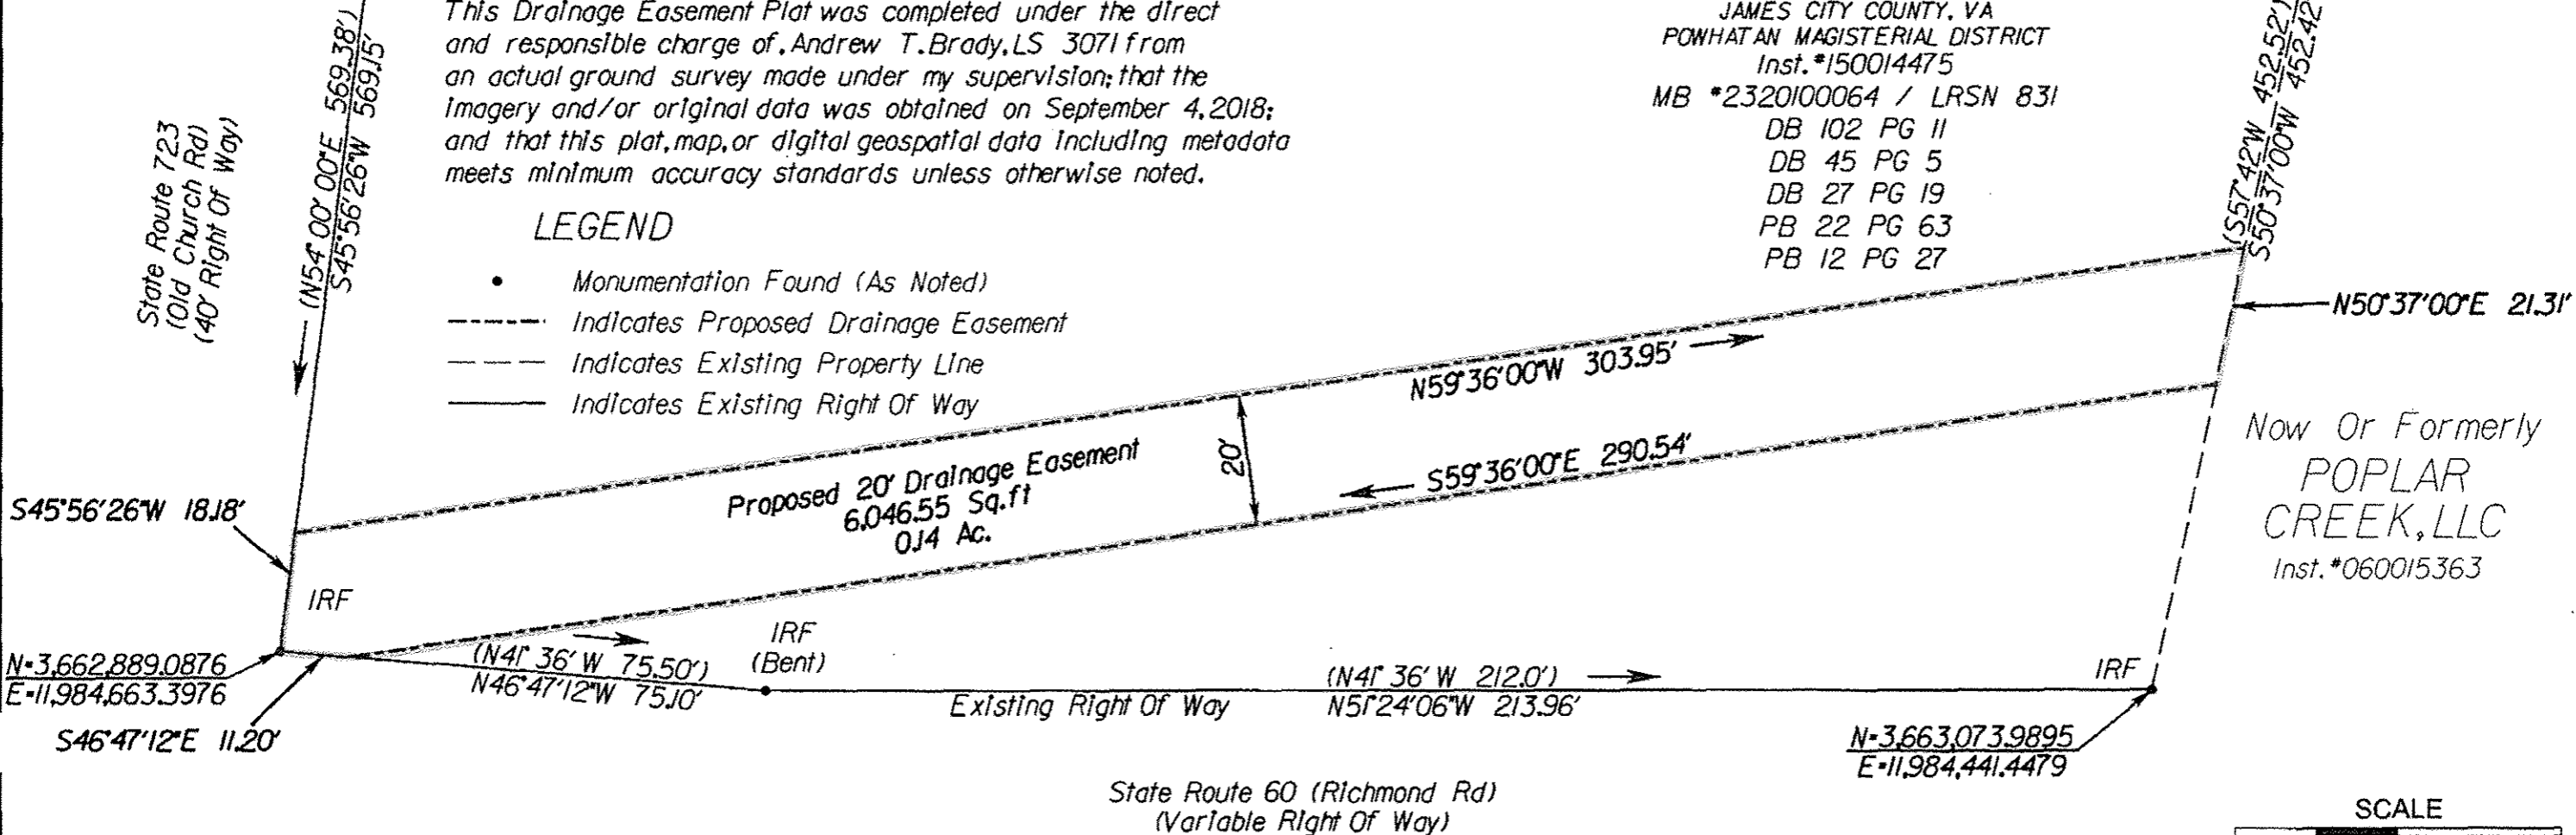 This Drainage Easement Plat was completed under the direct
and responsible charge of, Andrew T. Brady, LS 3071 from
an actual ground survey made under my supervision; that the
imagery and/or original data was obtained on September 4, 2018;
and that this plat, map, or digital geospatial data including metadata
meets minimum accuracy standards unless otherwise noted.
JAMES CITY COUNTY, VA
POWHATAN MAGISTERIAL DISTRICT
Inst. #150014475
MB #2320100064 / LRSN 831
DB 102 PG 11
DB 45 PG 5
DB 27 PG 19
PB 22 PG 63
PB 12 PG 27
(S57°42'W 452.52')
S50°37'00"W 452.42
State Route 723
(Old Church Rd)
(40' Right Of Way)
(N54°00'00"E 569.38')
S45°56'26"W 569.15'
LEGEND
Monumentation Found (As Noted)
Indicates Proposed Drainage Easement
Indicates Existing Property Line
Indicates Existing Right Of Way
N50°37'00"E 21.31'
N59°36'00"W 303.95'
S59°36'00"E 290.54'
20'
Proposed 20' Drainage Easement
6,046.55 Sq.ft
0.14 Ac.
Now Or Formerly
POPLAR
CREEK, LLC
Inst. #060015363
S45°56'26"W 18.18'
IRF
N=3,662,889.0876
E=11,984,663.3976
S46°47'12"E 11.20'
(N41°36'W 75.50')
N46°47'12"W 75.10'
IRF
(Bent)
Existing Right Of Way
(N41°36'W 212.0')
N51°24'06"W 213.96'
IRF
N=3,663,073.9895
E=11,984,441.4479
State Route 60 (Richmond Rd)
(Variable Right Of Way)
SCALE